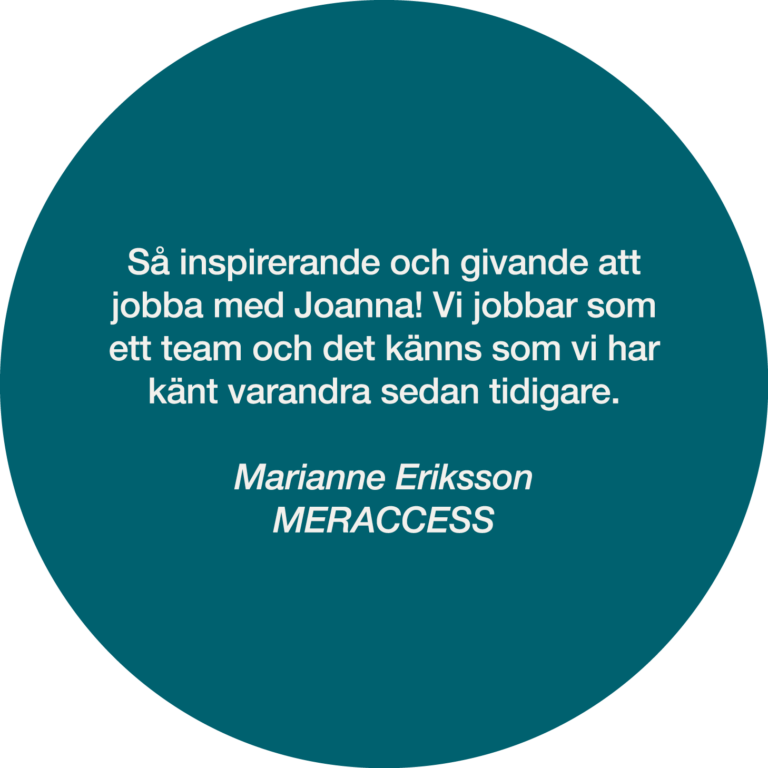 Så inspirerande och givande att
jobba med Joanna! Vi jobbar som
ett team och det känns som vi har
känt varandra sedan tidigare.
Marianne Eriksson
MERACCESS